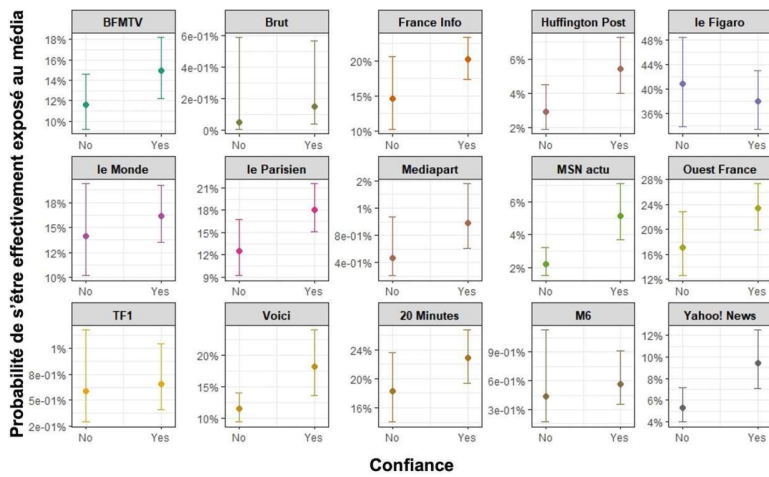 Probabilité de s'être effectivement exposé au média
BFMTV
18%
16%
14%
12%
10%
No Yes
Brut
6e-01%
2e-01%
0%
No Yes
France Info
20%
15%
10%
No Yes
Huffington Post
6%
4%
2%
No Yes
le Figaro
48%
44%
40%
36%
No Yes
le Monde
18%
15%
12%
10%
No Yes
le Parisien
21%
18%
15%
12%
9%
No Yes
Mediapart
2%
1%
8e-01%
4e-01%
No Yes
MSN actu
6%
4%
2%
No Yes
Ouest France
28%
24%
20%
16%
12%
No Yes
TF1
1%
8e-01%
5e-01%
2e-01%
No Yes
Voici
20%
15%
10%
No Yes
20 Minutes
24%
20%
16%
No Yes
M6
9e-01%
6e-01%
3e-01%
No Yes
Yahoo! News
12%
10%
8%
6%
4%
No Yes
Confiance